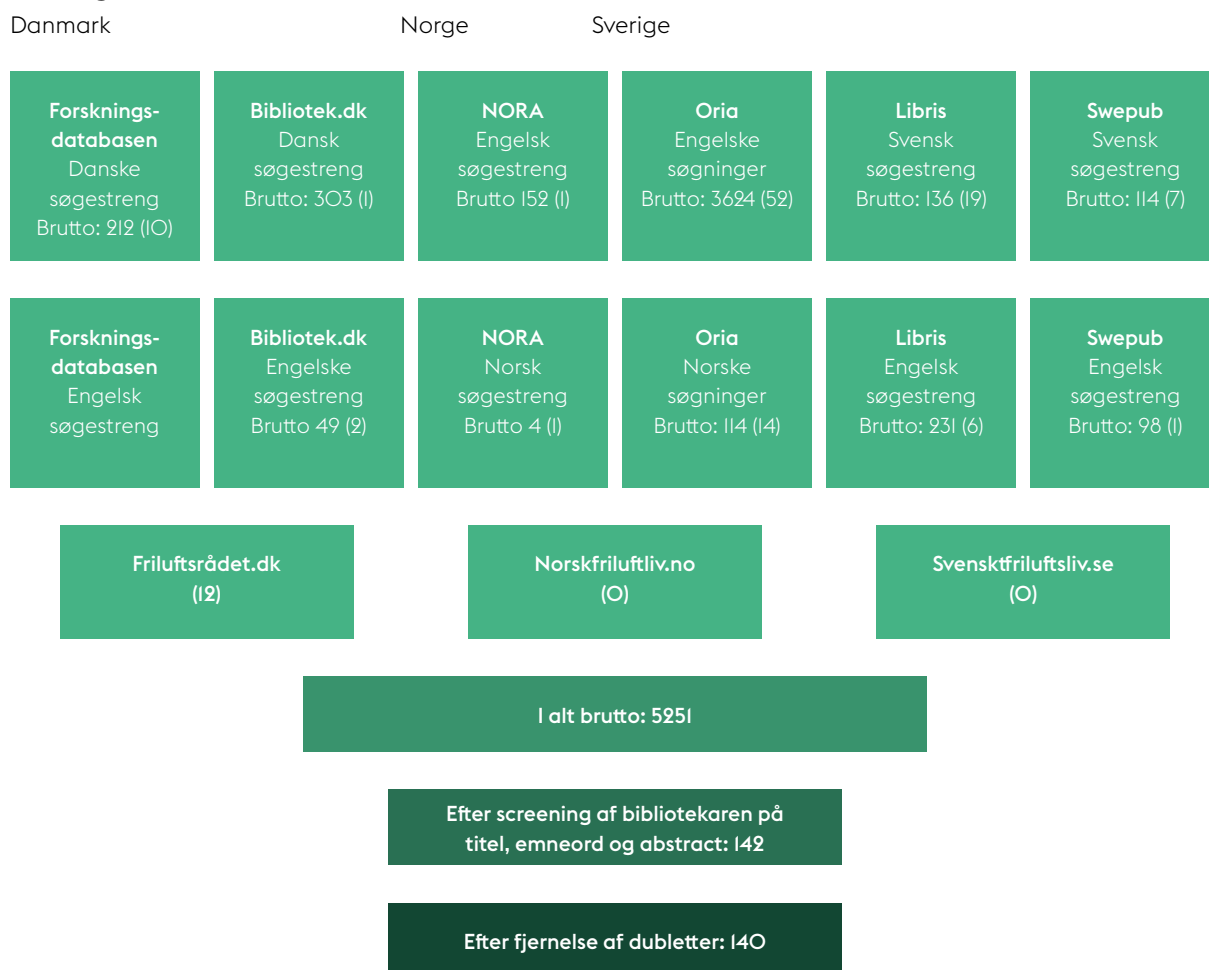 Danmark Norge Sverige
Forsknings-
databasen
Danske
søgestreng
Brutto: 212 (10)
Bibliotek.dk
Dansk
søgestreng
Brutto: 303 (1)
NORA
Engelsk
søgestreng
Brutto 152 (1)
Oria
Engelske
søgninger
Brutto: 3624 (52)
Libris
Svensk
søgestreng
Brutto: 136 (19)
Swepub
Svensk
søgestreng
Brutto: 114 (7)
Forsknings-
databasen
Engelsk
søgestreng
Bibliotek.dk
Engelske
søgestreng
Brutto 49 (2)
NORA
Norsk
søgestreng
Brutto 4 (1)
Oria
Norske
søgninger
Brutto: 114 (14)
Libris
Engelsk
søgestreng
Brutto: 231 (6)
Swepub
Engelsk
søgestreng
Brutto: 98 (1)
Friluftsrådet.dk
(12)
Norskfriluftliv.no
(0)
Svensktfriluftsliv.se
(0)
I alt brutto: 5251
Efter screening af bibliotekaren på
titel, emneord og abstract: 142
Efter fjernelse af dubletter: 140